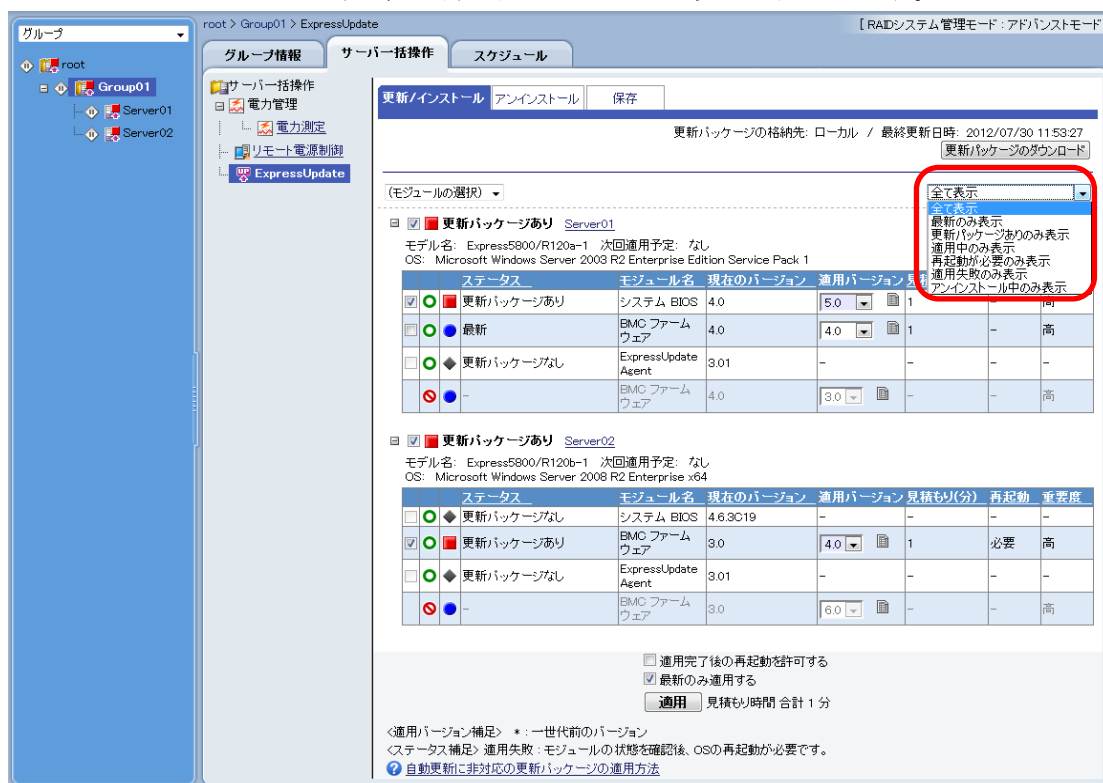 root > Group01 > ExpressUpdate
[ RAIDシステム管理モード : アドバンストモード
グループ
root
Group01
Server01
Server02
グループ情報
サーバ一括操作
スケジュール
サーバ一括操作
電力管理
電力測定
リモート電源制御
ExpressUpdate
更新/インストール
アンインストール
保存
更新パッケージの格納先: ローカル / 最終更新日時: 2012/07/30 11:53:27
更新パッケージのダウンロード
(モジュールの選択)
全て表示
全て表示
最新のみ表示
更新パッケージありのみ表示
適用中のみ表示
再起動が必要のみ表示
適用失敗のみ表示
アンインストール中のみ表示
更新パッケージあり Server01
モデル名: Express5800/R120a-1 次回適用予定: なし
OS: Microsoft Windows Server 2003 R2 Enterprise Edition Service Pack 1
ステータス モジュール名 現在のバージョン 適用バージョン
更新パッケージあり システム BIOS 4.0 5.0 1 - 高
最新 BMC ファームウェア 4.0 4.0 1 - 高
更新パッケージなし ExpressUpdate Agent 3.01 - - - -
- BMC ファームウェア 4.0 3.0 - - 高
更新パッケージあり Server02
モデル名: Express5800/R120b-1 次回適用予定: なし
OS: Microsoft Windows Server 2008 R2 Enterprise x64
ステータス モジュール名 現在のバージョン 適用バージョン 見積もり(分) 再起動 重要度
更新パッケージなし システム BIOS 4.6.3C19 - - - -
更新パッケージあり BMC ファームウェア 3.0 4.0 1 必要 高
更新パッケージなし ExpressUpdate Agent 3.01 - - - -
- BMC ファームウェア 3.0 6.0 - - 高
適用完了後の再起動を許可する
最新のみ適用する
適用 見積もり時間 合計 1 分
<適用バージョン補足> * : 一世代前のバージョン
<ステータス補足> 適用失敗 : モジュールの状態を確認後、OSの再起動が必要です。
自動更新に非対応の更新パッケージの適用方法